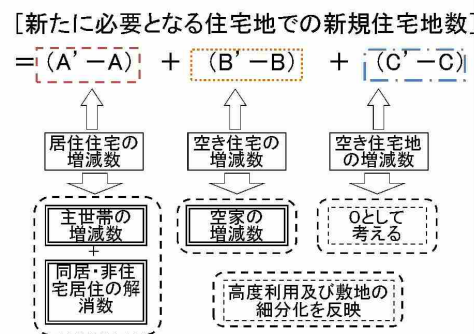 [新たに必要となる住宅地での新規住宅地数]
=(A'-A) + (B'-B) + (C'-C)
居住住宅の
増減数
空き住宅の
増減数
空き住宅地
の増減数
主世帯の
増減数
+
同居・非住
宅居住の解
消数
空家の
増減数
0として
考える
高度利用及び敷地の
細分化を反映